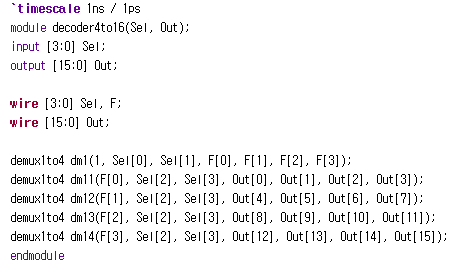 `timescale 1ns / 1ps
module decoder4to16(Sel, Out);
input [3:0] Sel;
output [15:0] Out;
wire [3:0] Sel, F;
wire [15:0] Out;
demux1to4 dm1(1, Sel[0], Sel[1], F[0], F[1], F[2], F[3]);
demux1to4 dm11(F[0], Sel[2], Sel[3], Out[0], Out[1], Out[2], Out[3]);
demux1to4 dm12(F[1], Sel[2], Sel[3], Out[4], Out[5], Out[6], Out[7]);
demux1to4 dm13(F[2], Sel[2], Sel[3], Out[8], Out[9], Out[10], Out[11]);
demux1to4 dm14(F[3], Sel[2], Sel[3], Out[12], Out[13], Out[14], Out[15]);
endmodule